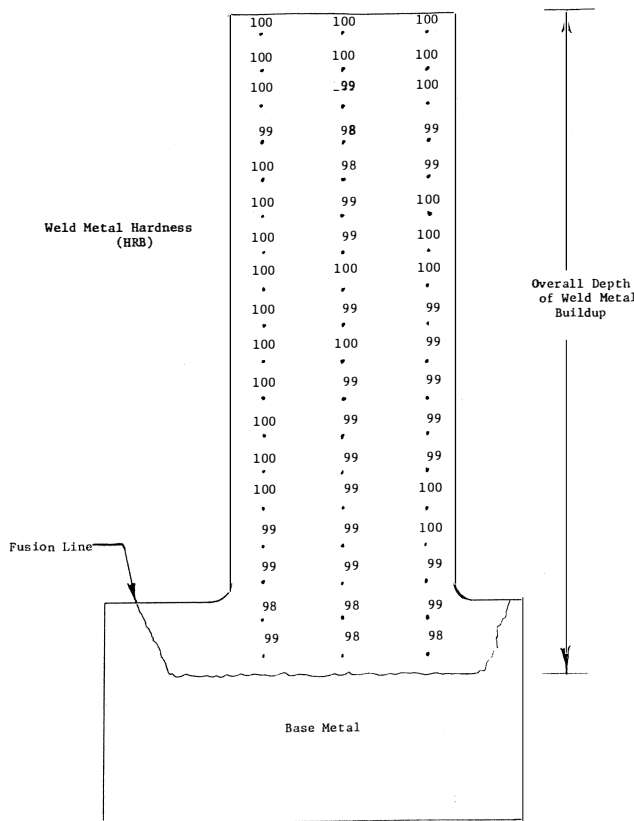 100 100 100
100 100 100
100 99 100
99 98 99
100 98 99
100 99 100
Weld Metal Hardness
(HRB)
100 99 100
100 100 100
Overall Depth
of Weld Metal
Buildup
100 99 99
100 100 99
100 99 99
100 99 99
100 99 99
100 99 100
99 99 100
Fusion Line
99 99 99
98 98 99
99 98 98
Base Metal